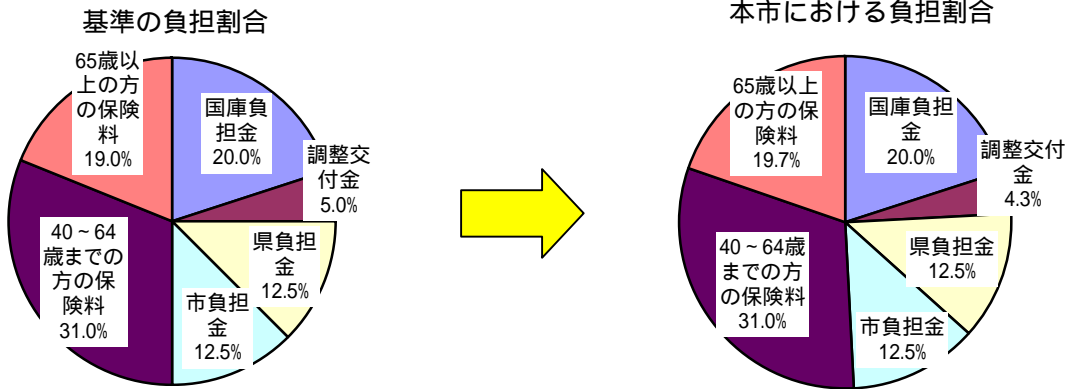 基準の負担割合
65歳以
上の方
の保険
料
19.0%
国庫負
担金
20.0%
調整交
付金
5.0%
県負担
金
12.5%
市負担
金
12.5%
40～64
歳までの
方の保
険料
31.0%
本市における負担割合
65歳以上
の方の保
険料
19.7%
国庫負担
金
20.0%
調整交付
金
4.3%
県負担金
12.5%
市負担金
12.5%
40～64歳
までの方
の保険料
31.0%